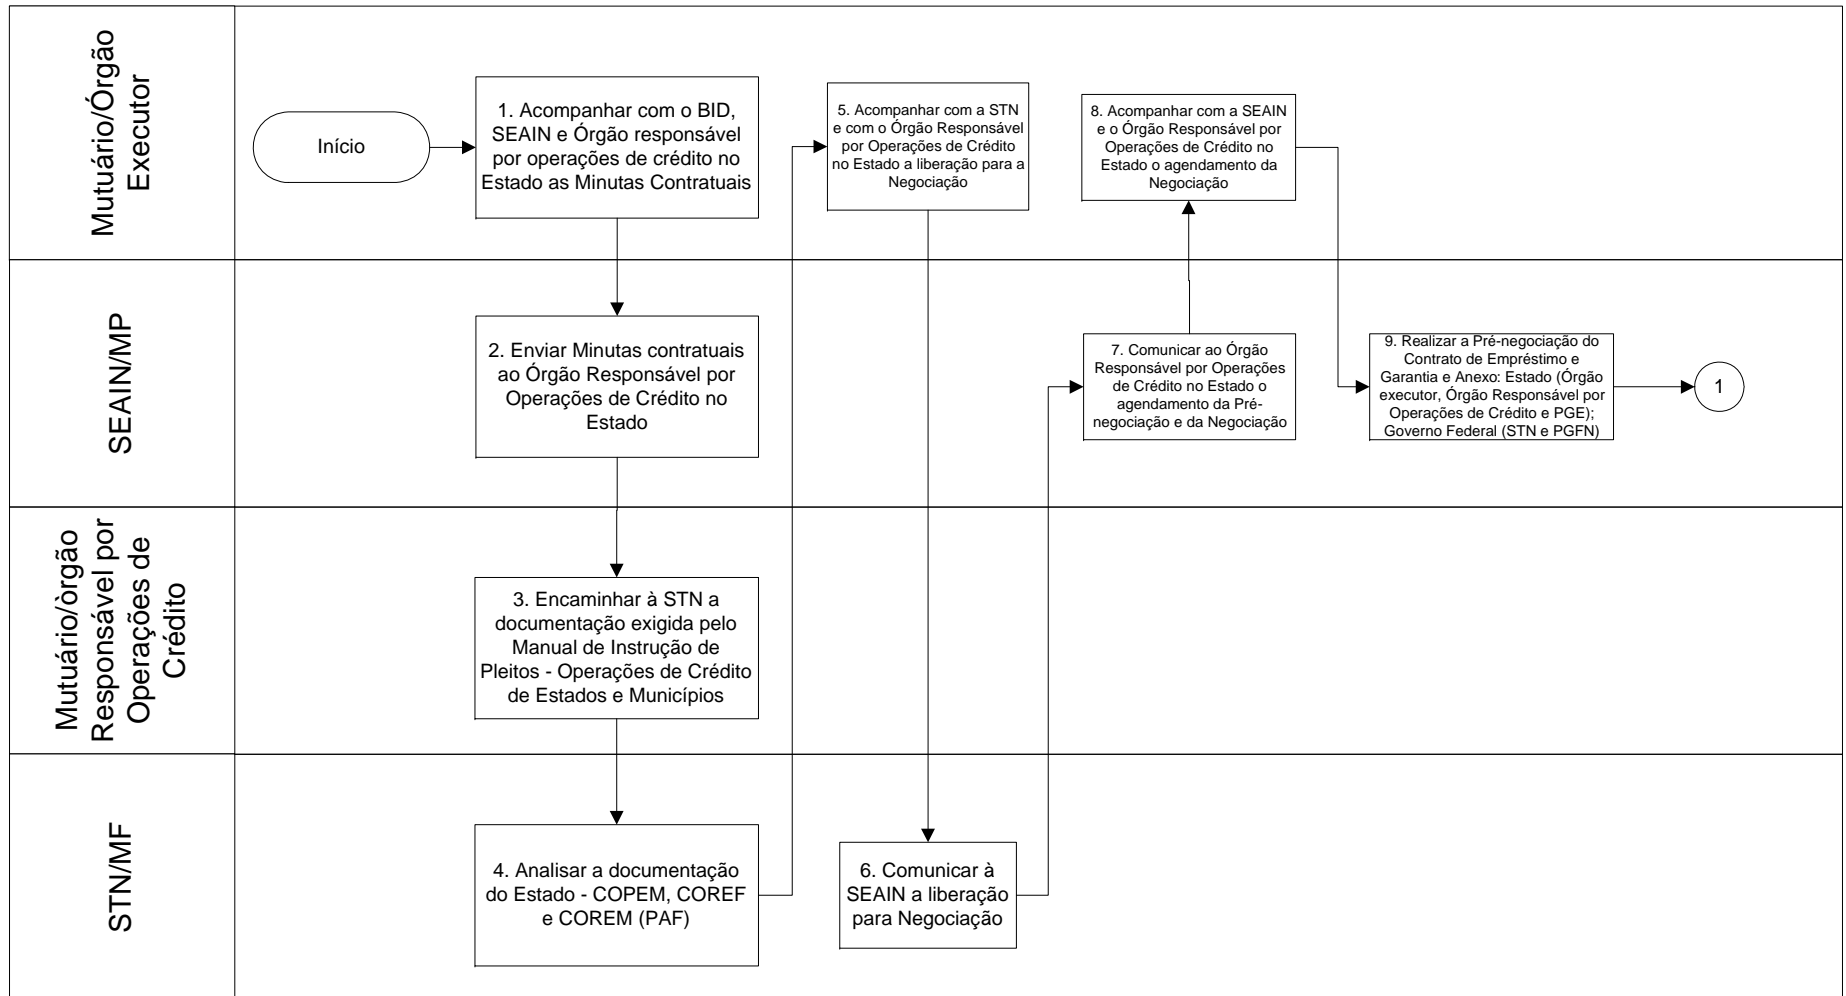 Mutuário/Órgão
Executor
Início
1. Acompanhar com o BID,
SEAIN e Órgão responsável
por operações de crédito no
Estado as Minutas Contratuais
5. Acompanhar com a STN
e com o Órgão Responsável
por Operações de Crédito
no Estado a liberação para a
Negociação
8. Acompanhar com a SEAIN
e o Órgão Responsável por
Operações de Crédito no
Estado o agendamento da
Negociação
SEAIN/MP
2. Enviar Minutas contratuais
ao Órgão Responsável por
Operações de Crédito no
Estado
7. Comunicar ao Órgão
Responsável por Operações
de Crédito no Estado o
agendamento da Pré-
negociação e da Negociação
9. Realizar a Pré-negociação do
Contrato de Empréstimo e
Garantia e Anexo: Estado (Órgão
executor, Órgão Responsável por
Operações de Crédito e PGE);
Governo Federal (STN e PGFN)
1
Mutuário/òrgão
Responsável por
Operações de
Crédito
3. Encaminhar à STN a
documentação exigida pelo
Manual de Instrução de
Pleitos - Operações de Crédito
de Estados e Municípios
STN/MF
4. Analisar a documentação
do Estado - COPEM, COREF
e COREM (PAF)
6. Comunicar à
SEAIN a liberação
para Negociação